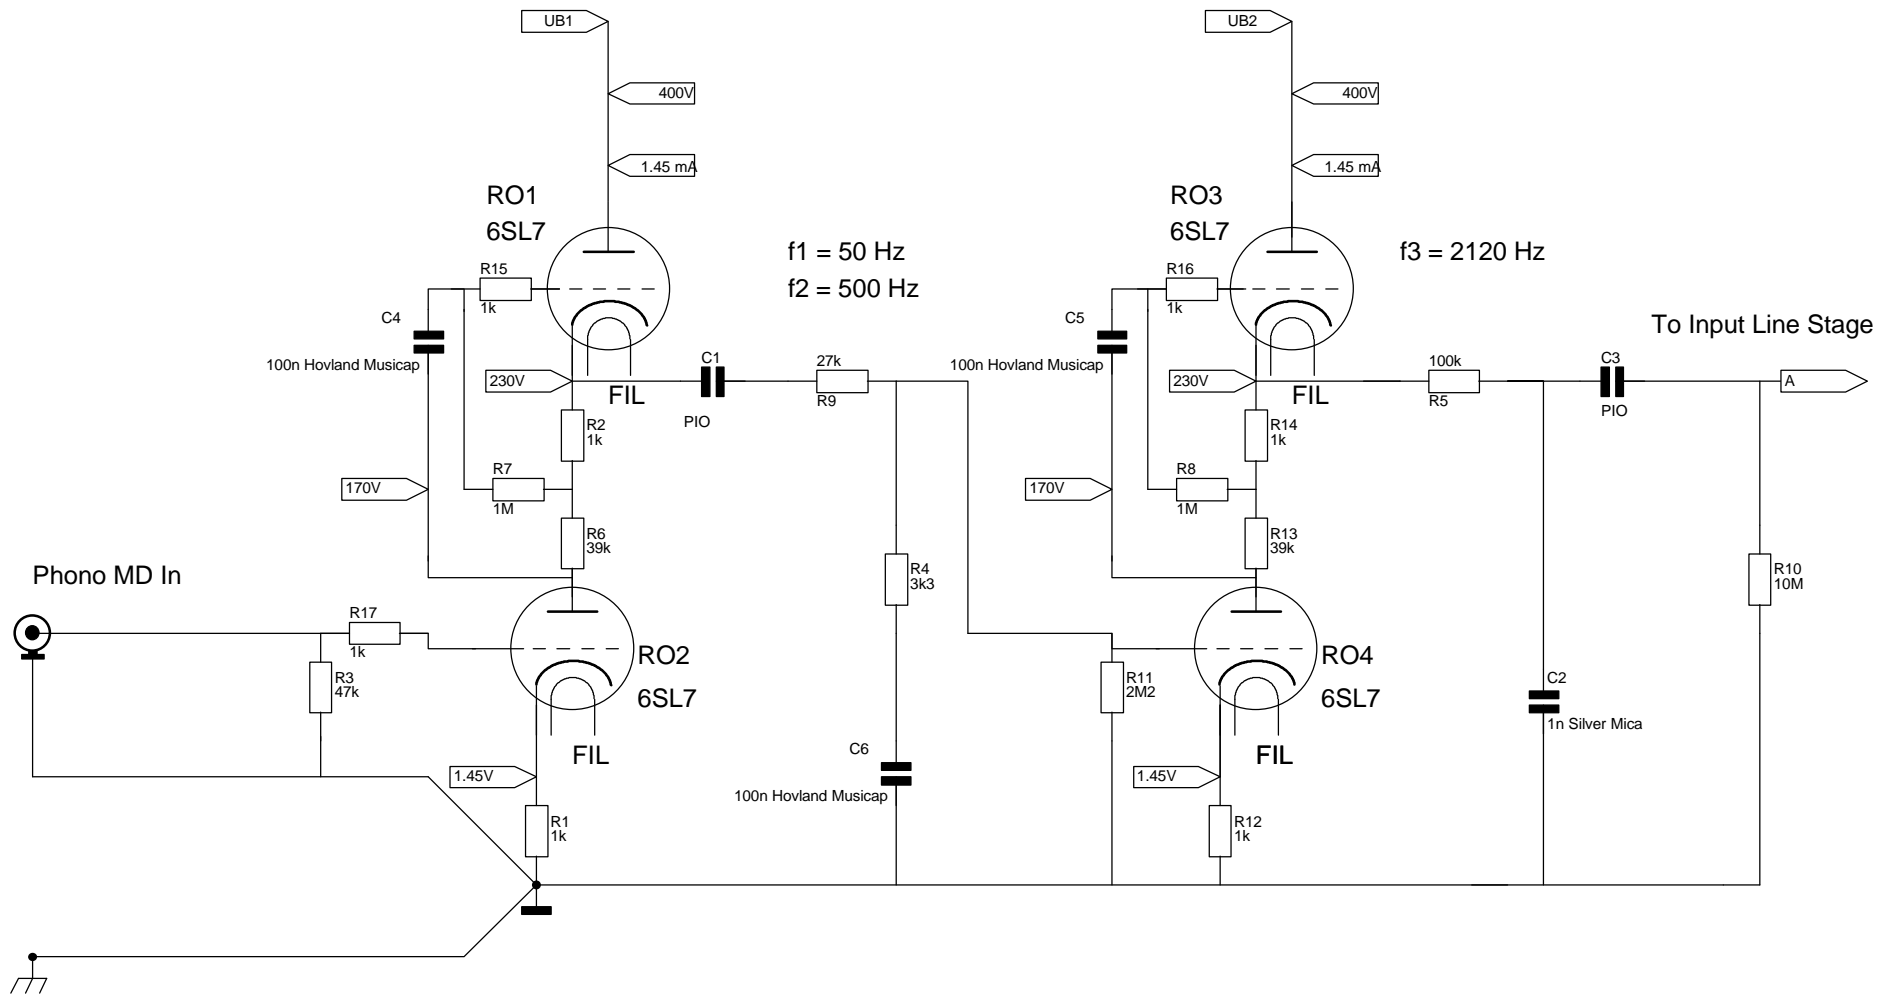 UB1
UB2
400V
400V
1.45 mA
1.45 mA
RO1
6SL7
RO3
6SL7
f1 = 50 Hz
f2 = 500 Hz
f3 = 2120 Hz
R15
1k
R16
1k
C4
100n Hovland Musicap
C5
100n Hovland Musicap
To Input Line Stage
230V
FIL
C1
PIO
27k
R9
230V
FIL
100k
R5
C3
PIO
A
R2
1k
R14
1k
170V
R7
1M
170V
R8
1M
R6
39k
R13
39k
Phono MD In
R4
3k3
R10
10M
R17
1k
R3
47k
RO2
6SL7
FIL
R11
2M2
RO4
6SL7
FIL
C2
1n Silver Mica
1.45V
C6
100n Hovland Musicap
1.45V
R1
1k
R12
1k